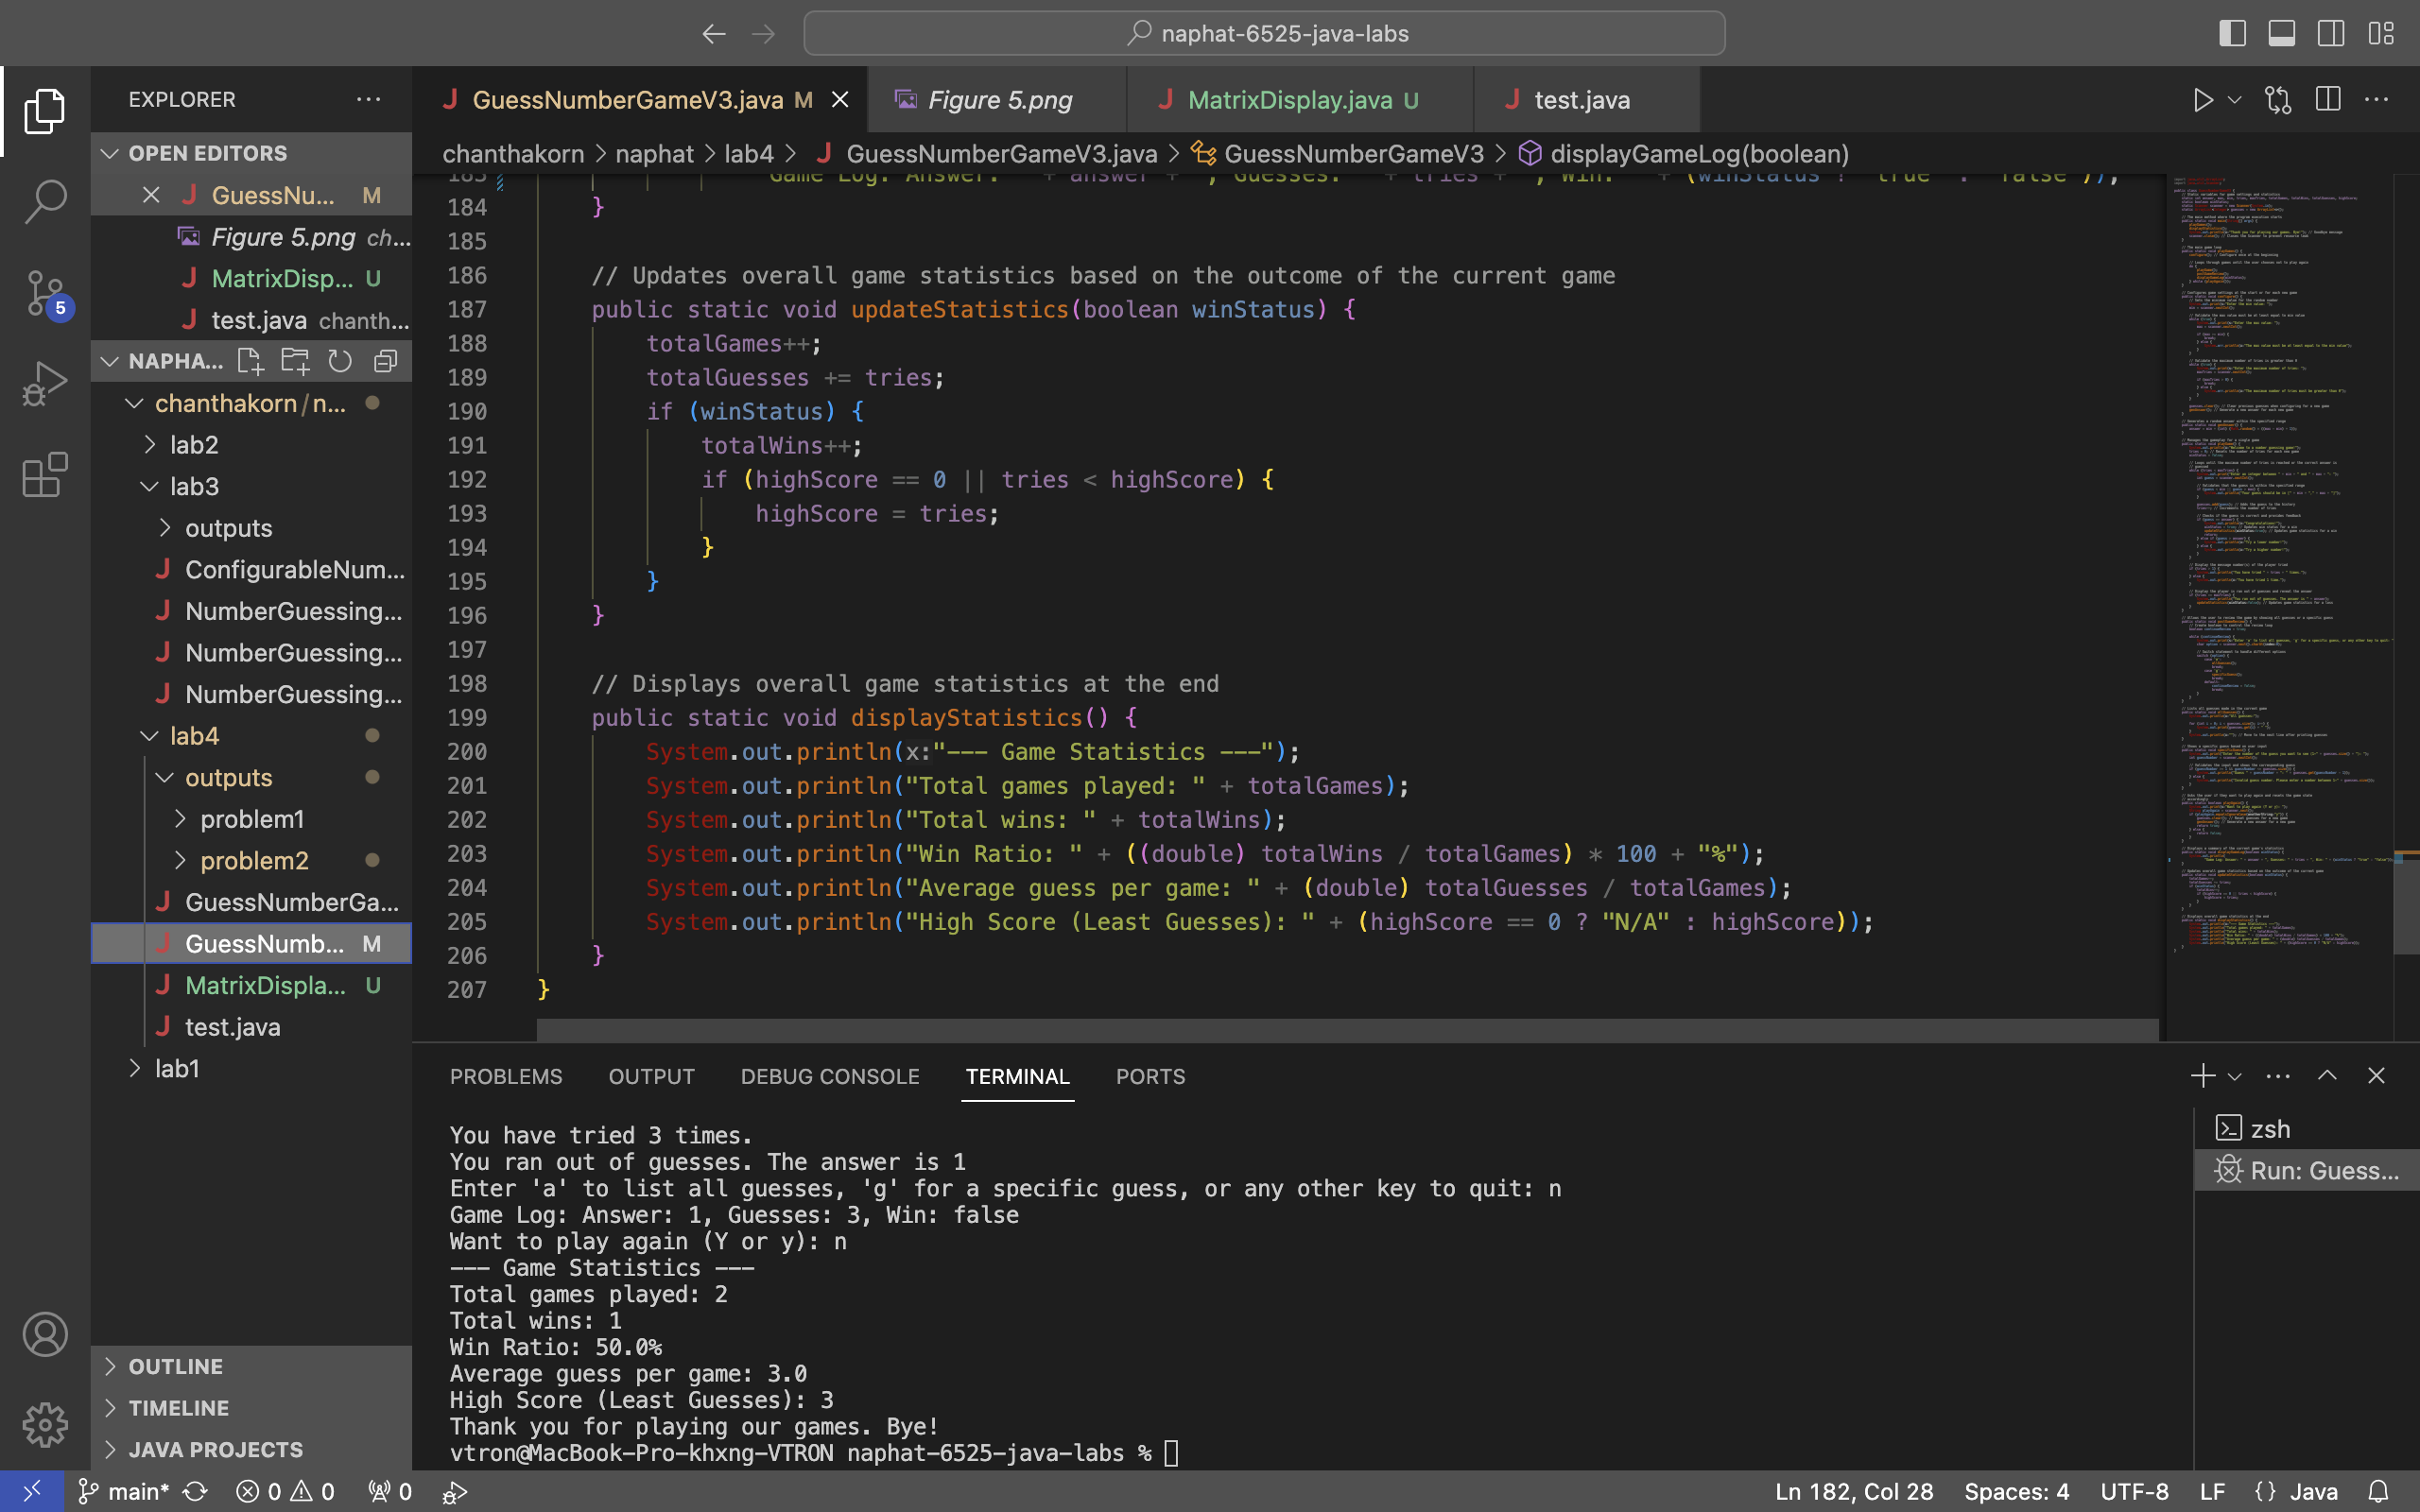 naphat-6525-java-labs
EXPLORER
OPEN EDITORS
GuessNu... M
Figure 5.png ch...
MatrixDisp... U
test.java chanth...
NAPHA...
chanthakorn/n...
lab2
lab3
outputs
ConfigurableNum...
NumberGuessing...
NumberGuessing...
NumberGuessing...
lab4
outputs
problem1
problem2
GuessNumberGa...
GuessNumb... M
MatrixDispla... U
test.java
lab1
OUTLINE
TIMELINE
JAVA PROJECTS
5
GuessNumberGameV3.java M
Figure 5.png
MatrixDisplay.java U
test.java
chanthakorn > naphat > lab4 > GuessNumberGameV3.java > GuessNumberGameV3 > displayGameLog(boolean)
184 }
185
186 // Updates overall game statistics based on the outcome of the current game
187 public static void updateStatistics(boolean winStatus) {
188 totalGames++;
189 totalGuesses += tries;
190 if (winStatus) {
191 totalWins++;
192 if (highScore == 0 || tries < highScore) {
193 highScore = tries;
194 }
195 }
196 }
197
198 // Displays overall game statistics at the end
199 public static void displayStatistics() {
200 System.out.println(x:"--- Game Statistics ---");
201 System.out.println("Total games played: " + totalGames);
202 System.out.println("Total wins: " + totalWins);
203 System.out.println("Win Ratio: " + ((double) totalWins / totalGames) * 100 + "%");
204 System.out.println("Average guess per game: " + (double) totalGuesses / totalGames);
205 System.out.println("High Score (Least Guesses): " + (highScore == 0 ? "N/A" : highScore));
206 }
207 }
PROBLEMS OUTPUT DEBUG CONSOLE TERMINAL PORTS
You have tried 3 times.
You ran out of guesses. The answer is 1
Enter 'a' to list all guesses, 'g' for a specific guess, or any other key to quit: n
Game Log: Answer: 1, Guesses: 3, Win: false
Want to play again (Y or y): n
--- Game Statistics ---
Total games played: 2
Total wins: 1
Win Ratio: 50.0%
Average guess per game: 3.0
High Score (Least Guesses): 3
Thank you for playing our games. Bye!
vtron@MacBook-Pro-khxng-VTRON naphat-6525-java-labs %
zsh
Run: Guess...
main* 0 0 0 Ln 182, Col 28 Spaces: 4 UTF-8 LF {} Java